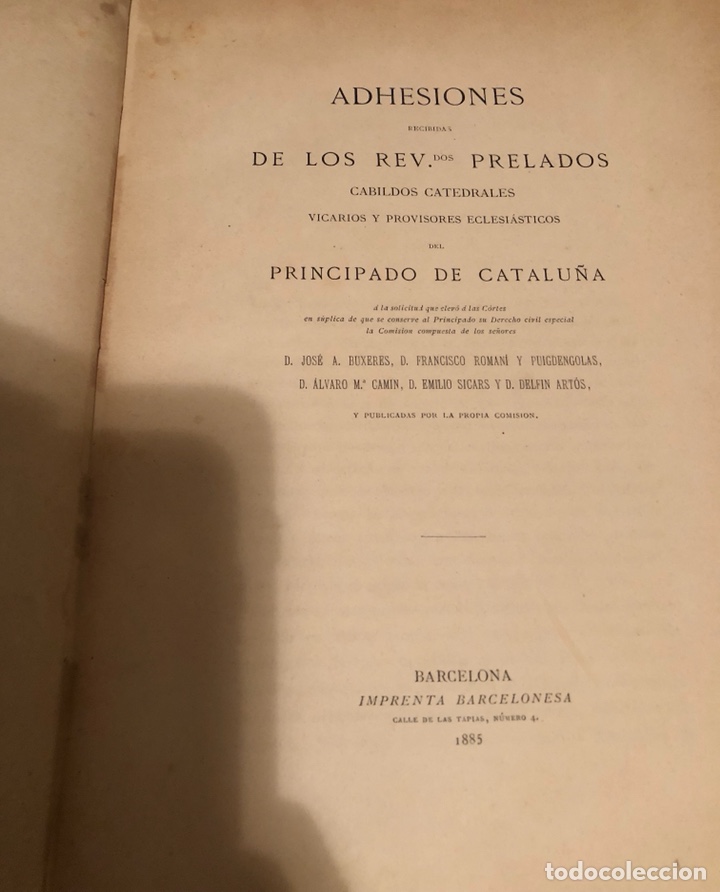 ADHESIONES
RECIBIDAS
DE LOS REV.DOS PRELADOS
CABILDOS CATEDRALES
VICARIOS Y PROVISORES ECLESIÁSTICOS
DEL
PRINCIPADO DE CATALUÑA
á la solicitud que elevó á las Córtes
en súplica de que se conserve al Principado su Derecho civil especial
la Comision compuesta de los señores
D. JOSÉ A. BUXERES, D. FRANCISCO ROMANÍ Y PUIGDENGOLAS,
D. ÁLVARO M.ª CAMIN, D. EMILIO SICARS Y D. DELFIN ARTÓS,
Y PUBLICADAS POR LA PROPIA COMISION.
BARCELONA
IMPRENTA BARCELONESA
CALLE DE LAS TAPIAS, NÚMERO 4.
1885
todocoleccion